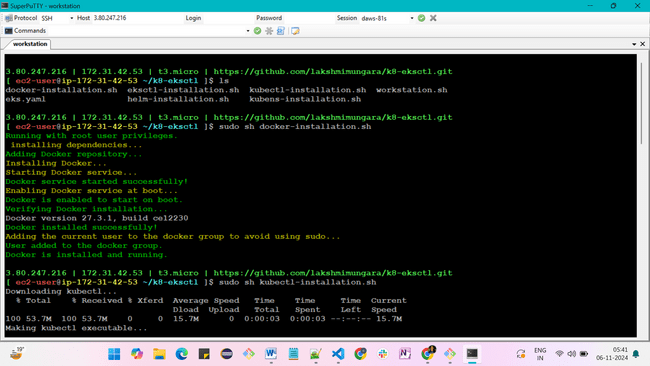 SuperPuTTY - workstation
Protocol SSH Host 3.80.247.216 Login Password Session daws-81s
Commands
workstation
3.80.247.216 | 172.31.42.53 | t3.micro | https://github.com/lakshmimungara/k8-eksctl.git
[ ec2-user@ip-172-31-42-53 ~/k8-eksctl ]$ ls
docker-installation.sh eksctl-installation.sh kubectl-installation.sh workstation.sh
eks.yaml helm-installation.sh kubens-installation.sh
3.80.247.216 | 172.31.42.53 | t3.micro | https://github.com/lakshmimungara/k8-eksctl.git
[ ec2-user@ip-172-31-42-53 ~/k8-eksctl ]$ sudo sh docker-installation.sh
Running with root user privileges.
installing dependencies...
Adding Docker repository...
Installing Docker...
Starting Docker service...
Docker service started successfully!
Enabling Docker service at boot...
Docker is enabled to start on boot.
Verifying Docker installation...
Docker version 27.3.1, build ce12230
Docker installed successfully!
Adding the current user to the docker group to avoid using sudo...
User added to the docker group.
Docker is installed and running.
3.80.247.216 | 172.31.42.53 | t3.micro | https://github.com/lakshmimungara/k8-eksctl.git
[ ec2-user@ip-172-31-42-53 ~/k8-eksctl ]$ sudo sh kubectl-installation.sh
Downloading kubectl...
% Total % Received % Xferd Average Speed Time Time Time Current
Dload Upload Total Spent Left Speed
100 53.7M 100 53.7M 0 0 15.7M 0 0:00:03 0:00:03 --:--:-- 15.7M
Making kubectl executable...
19°
ENG
IN
05:41
06-11-2024